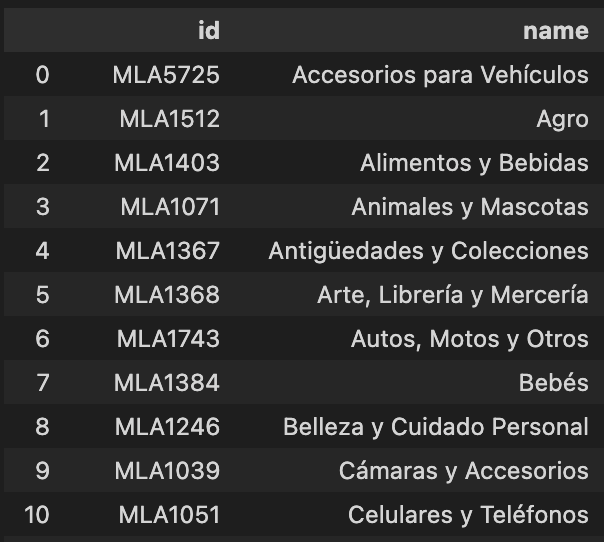 id name
0 MLA5725 Accesorios para Vehículos
1 MLA1512 Agro
2 MLA1403 Alimentos y Bebidas
3 MLA1071 Animales y Mascotas
4 MLA1367 Antigüedades y Colecciones
5 MLA1368 Arte, Librería y Mercería
6 MLA1743 Autos, Motos y Otros
7 MLA1384 Bebés
8 MLA1246 Belleza y Cuidado Personal
9 MLA1039 Cámaras y Accesorios
10 MLA1051 Celulares y Teléfonos